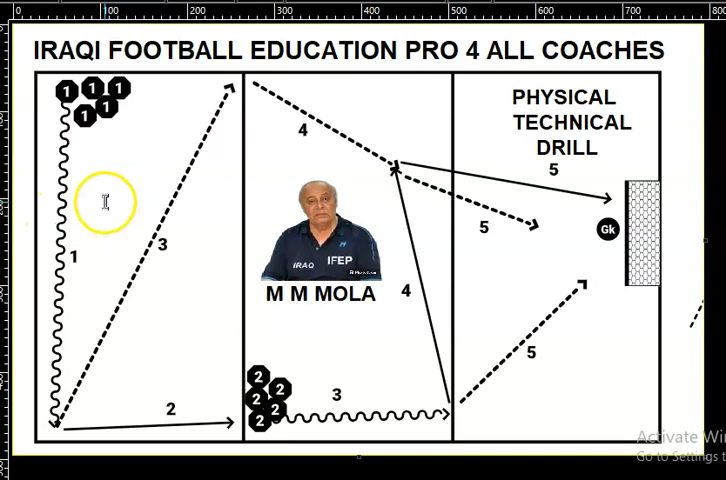 0 100 200 300 400 500 600 700 800
IRAQI FOOTBALL EDUCATION PRO 4 ALL COACHES
1 1 1
1 1
PHYSICAL
TECHNICAL
DRILL
4
5
3
5
Gk
1
IRAQ IFEP
M M MOLA
4
5
2
2
2
2
2
3
2
Activate Win
Go to Settings t